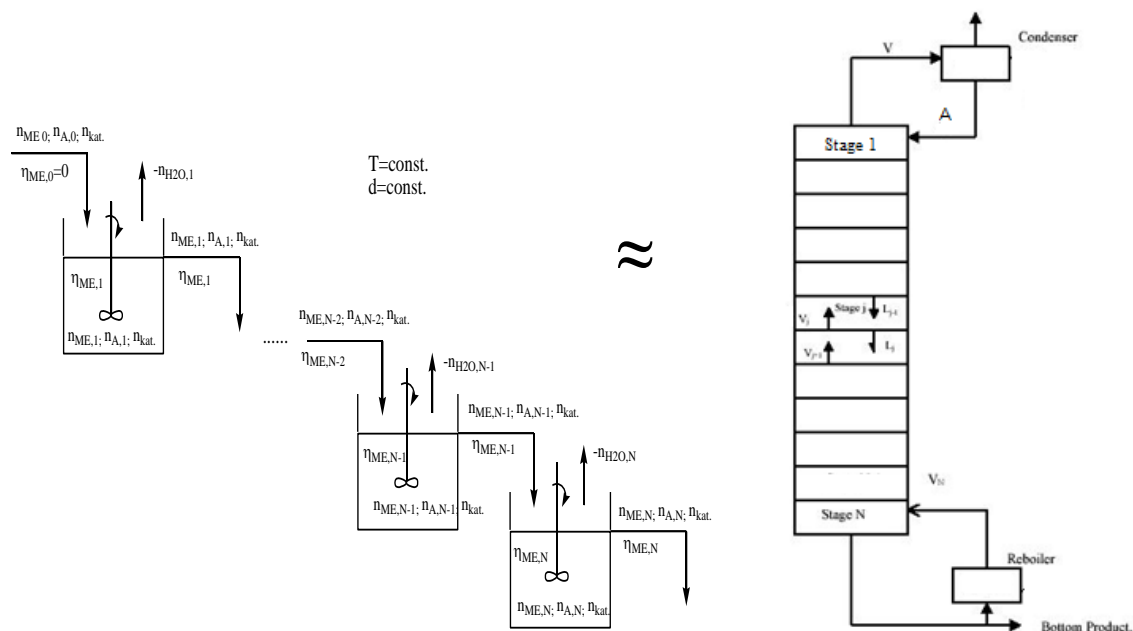 n_ME 0; n_A,0; n_kat.
η_ME,0=0
-n_H2O,1
n_ME,1; n_A,1; n_kat.
η_ME,1
η_ME,1
n_ME,1; n_A,1; n_kat.
T=const.
d=const.
......
n_ME,N-2; n_A,N-2; n_kat.
η_ME,N-2
-n_H2O,N-1
n_ME,N-1; n_A,N-1; n_kat.
η_ME,N-1
η_ME,N-1
n_ME,N-1; n_A,N-1; n_kat.
-n_H2O,N
n_ME,N; n_A,N; n_kat.
η_ME,N
η_ME,N
n_ME,N; n_A,N; n_kat.
≈
Condenser
V
A
Stage 1
Stage j
V_j
L_j-1
V_j+1
L_j
V_N
Stage N
Reboiler
Bottom Product.